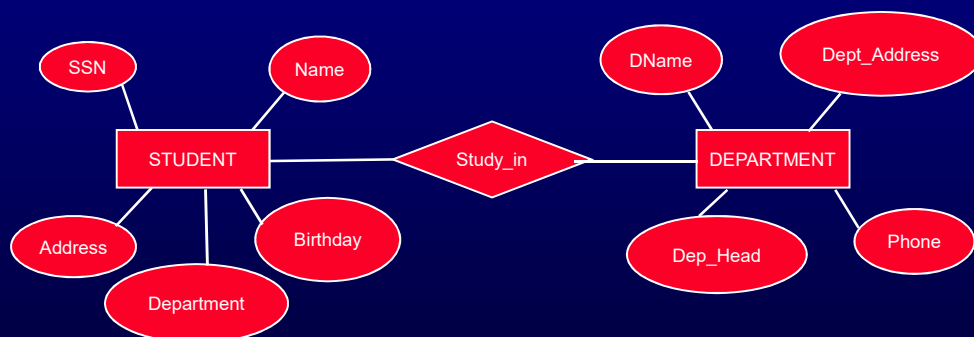 SSN
Name
DName
Dept_Address
STUDENT
Study_in
DEPARTMENT
Address
Birthday
Department
Dep_Head
Phone